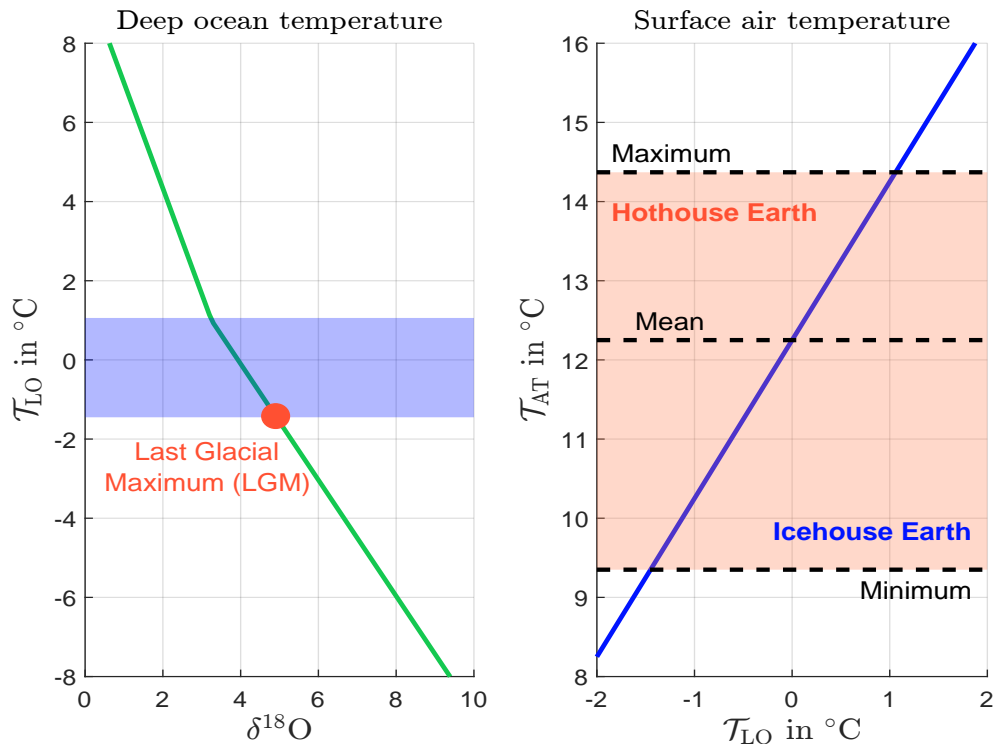 Deep ocean temperature
8
6
4
2
0
-2
-4
-6
-8
𝒯LO in °C
Last Glacial
Maximum (LGM)
0
2
4
6
8
10
δ¹⁸O
Surface air temperature
16
15
14
13
12
11
10
9
8
𝒯AT in °C
Maximum
Hothouse Earth
Mean
Icehouse Earth
Minimum
-2
-1
0
1
2
𝒯LO in °C